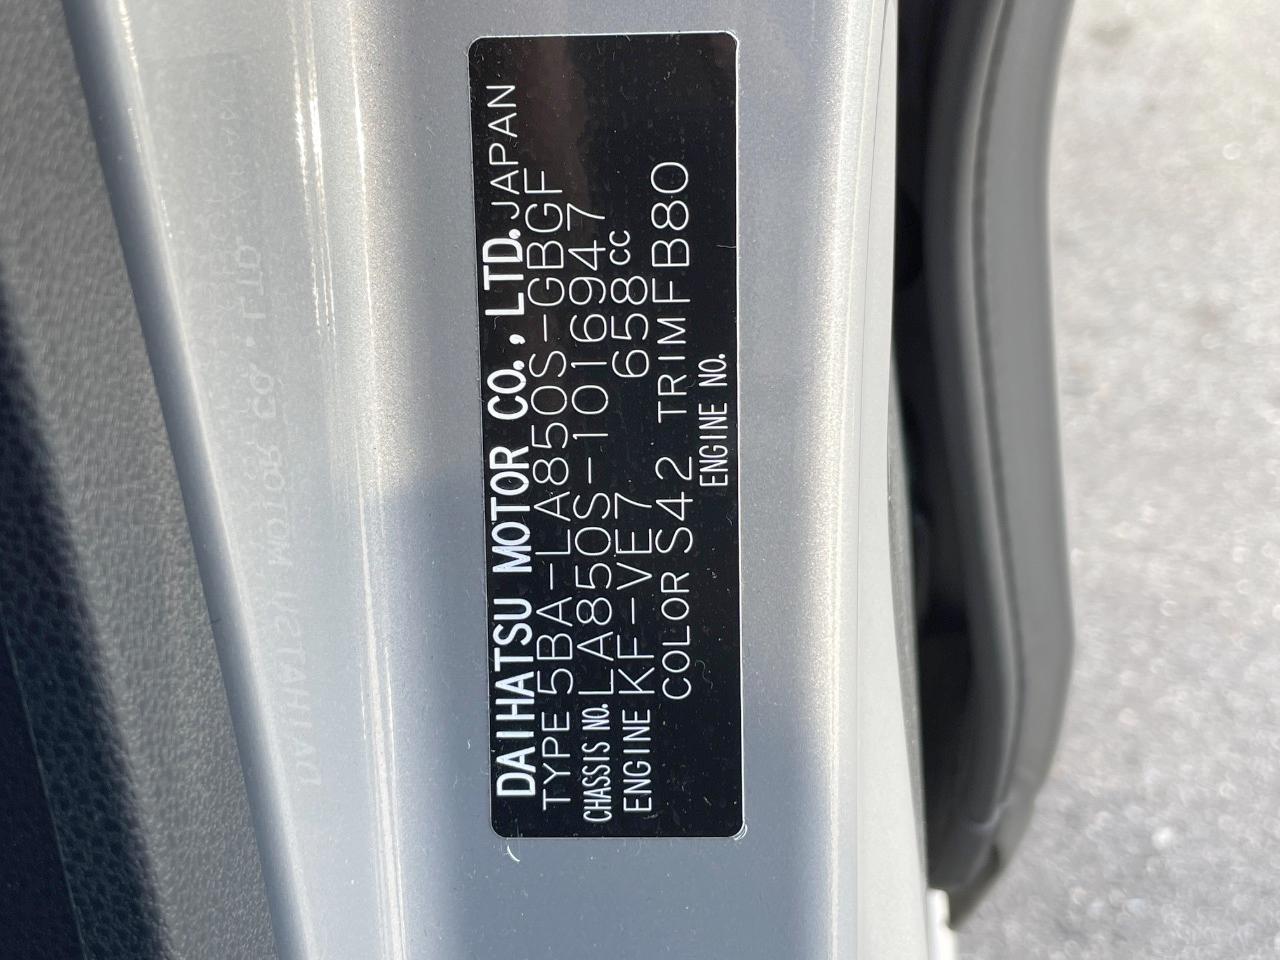 DAIHATSU MOTOR CO., LTD. JAPAN
TYPE 5BA-LA850S-GBGF
CHASSIS NO. LA850S-1016947
ENGINE KF-VE7 658cc
COLOR S42 TRIM FB80
ENGINE NO.